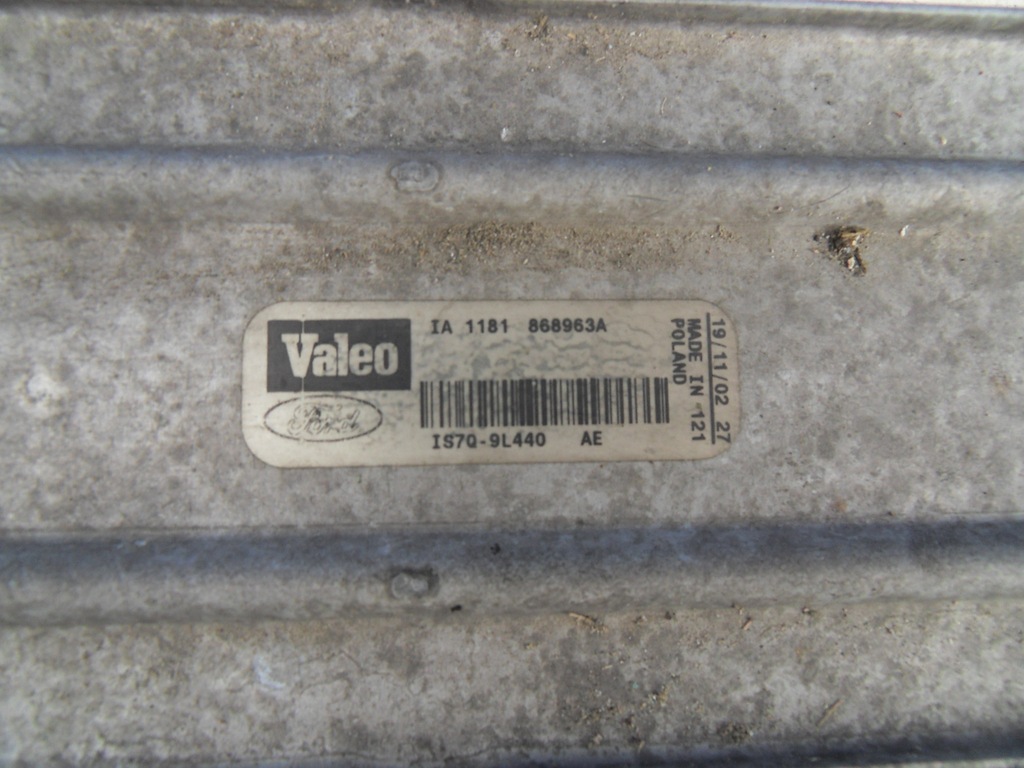 Valeo
IA 1181 868963A
Ford
IS7Q-9L440 AE
19/11/02 27
MADE IN 121
POLAND